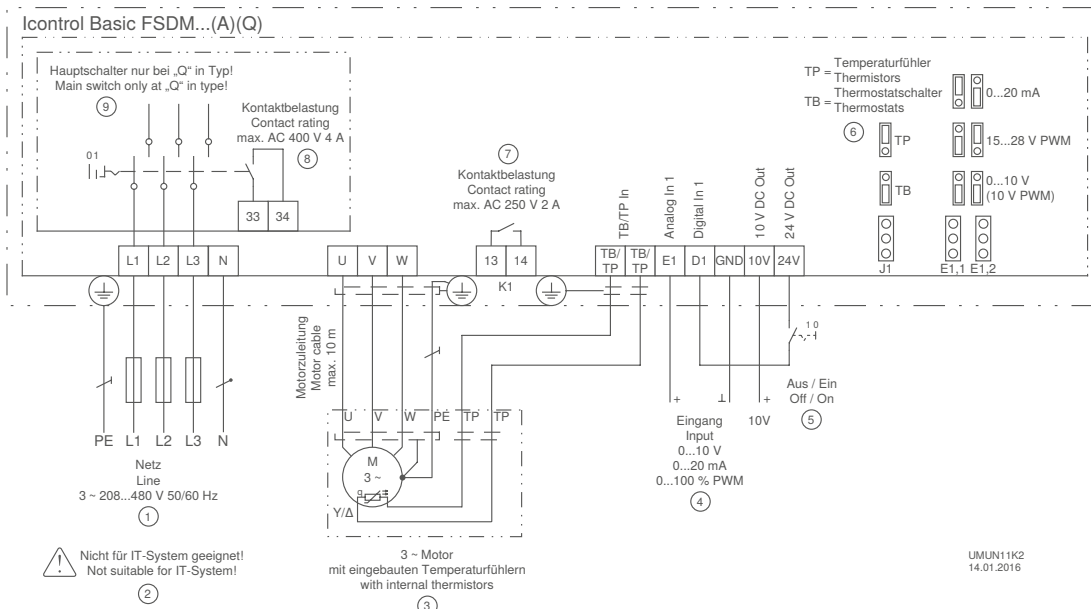 Icontrol Basic FSDM...(A)(Q)
Hauptschalter nur bei „Q“ in Typ!
Main switch only at „Q“ in type!
9
Kontaktbelastung
Contact rating
max. AC 400 V 4 A
8
0 1
33 34
7
Kontaktbelastung
Contact rating
max. AC 250 V 2 A
TP = Temperaturfühler
Thermistors
TB = Thermostatschalter
Thermostats
6
TP
TB
J1
0...20 mA
15...28 V PWM
0...10 V
(10 V PWM)
E1,1 E1,2
TB/TP In
Analog In 1
Digital In 1
10 V DC Out
24 V DC Out
L1 L2 L3 N
U V W
13 14
K1
TB/
TP
TB/
TP
E1 D1 GND 10V 24V
Motorzuleitung
Motor cable
max. 10 m
1 0
Aus / Ein
Off / On
5
+ ⊥ +
10V
Eingang
Input
0...10 V
0...20 mA
0...100 % PWM
4
PE L1 L2 L3 N
Netz
Line
3 ~ 208...480 V 50/60 Hz
1
U V W PE TP TP
M
3 ~
Y/Δ
3 ~ Motor
mit eingebauten Temperaturfühlern
with internal thermistors
3
Nicht für IT-System geeignet!
Not suitable for IT-System!
2
UMUN11K2
14.01.2016